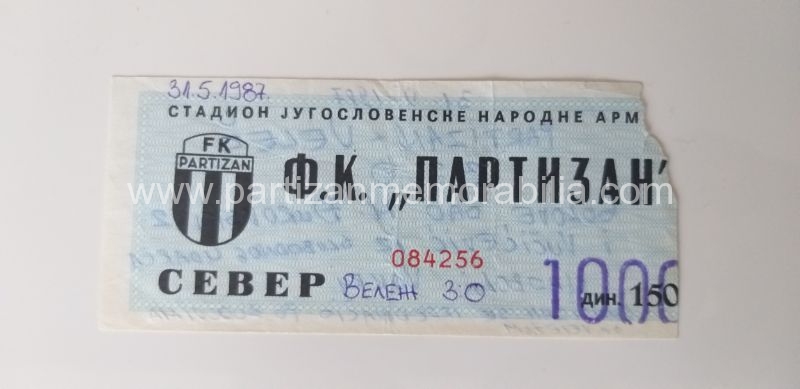 31.5.1987.
СТАДИОН ЈУГОСЛОВЕНСКЕ НАРОДНЕ АРМ
FK
PARTIZAN
Ф.К. „ПАРТИЗАН"
www.partizanmemorabilia.com
084256
СЕВЕР
ВЕЛЕЖ 3:0
1000
дин. 150